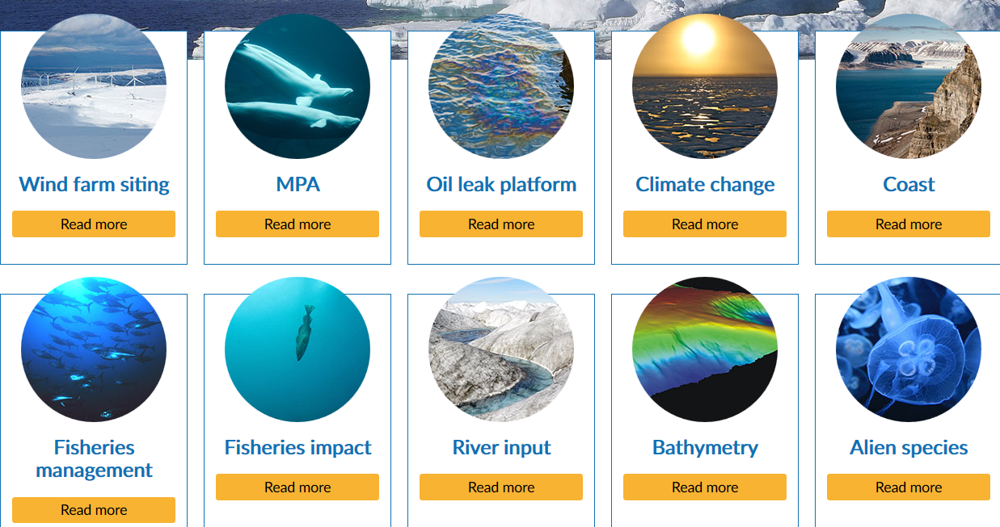 Wind farm siting
MPA
Oil leak platform
Climate change
Coast
Read more
Read more
Read more
Read more
Read more
Fisheries
management
Fisheries impact
River input
Bathymetry
Alien species
Read more
Read more
Read more
Read more
Read more